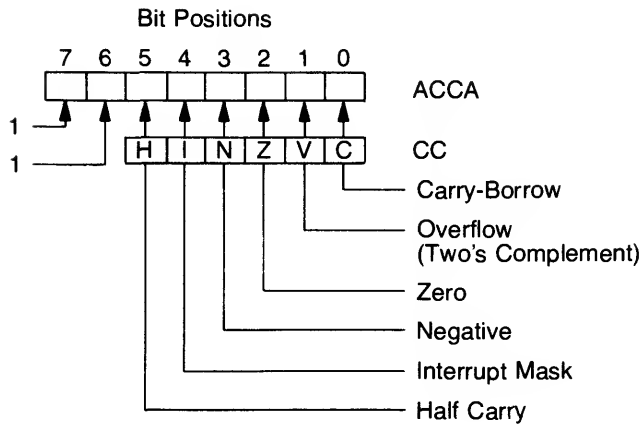 Bit Positions
7 6 5 4 3 2 1 0
ACCA
1
1
H I N Z V C
CC
Carry-Borrow
Overflow
(Two's Complement)
Zero
Negative
Interrupt Mask
Half Carry